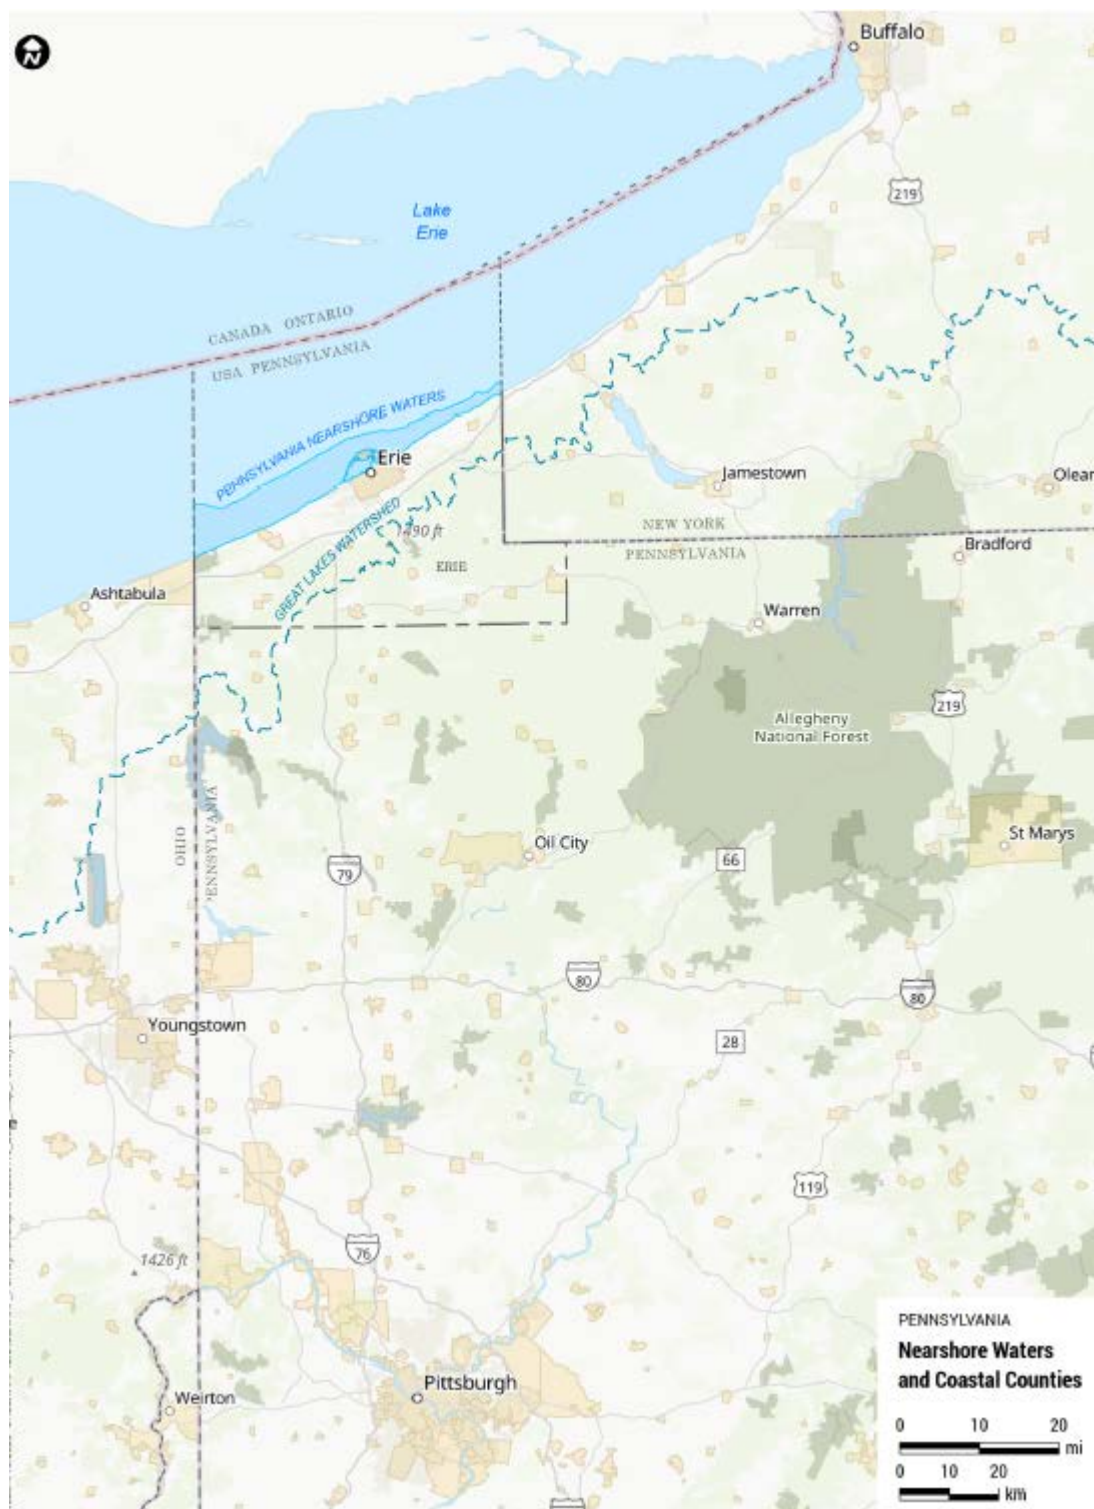 N
Buffalo
219
Lake
Erie
CANADA ONTARIO
USA PENNSYLVANIA
PENNSYLVANIA NEARSHORE WATERS
Erie
Jamestown
Olear
GREAT LAKES WATERSHED
1490 ft
NEW YORK
PENNSYLVANIA
Bradford
ERIE
Ashtabula
Warren
219
Allegheny
National Forest
OHIO
PENNSYLVANIA
Oil City
St Marys
66
79
80
80
Youngstown
28
119
76
1426 ft
Pittsburgh
Weirton
PENNSYLVANIA
Nearshore Waters
and Coastal Counties
0 10 20
mi
0 10 20
km